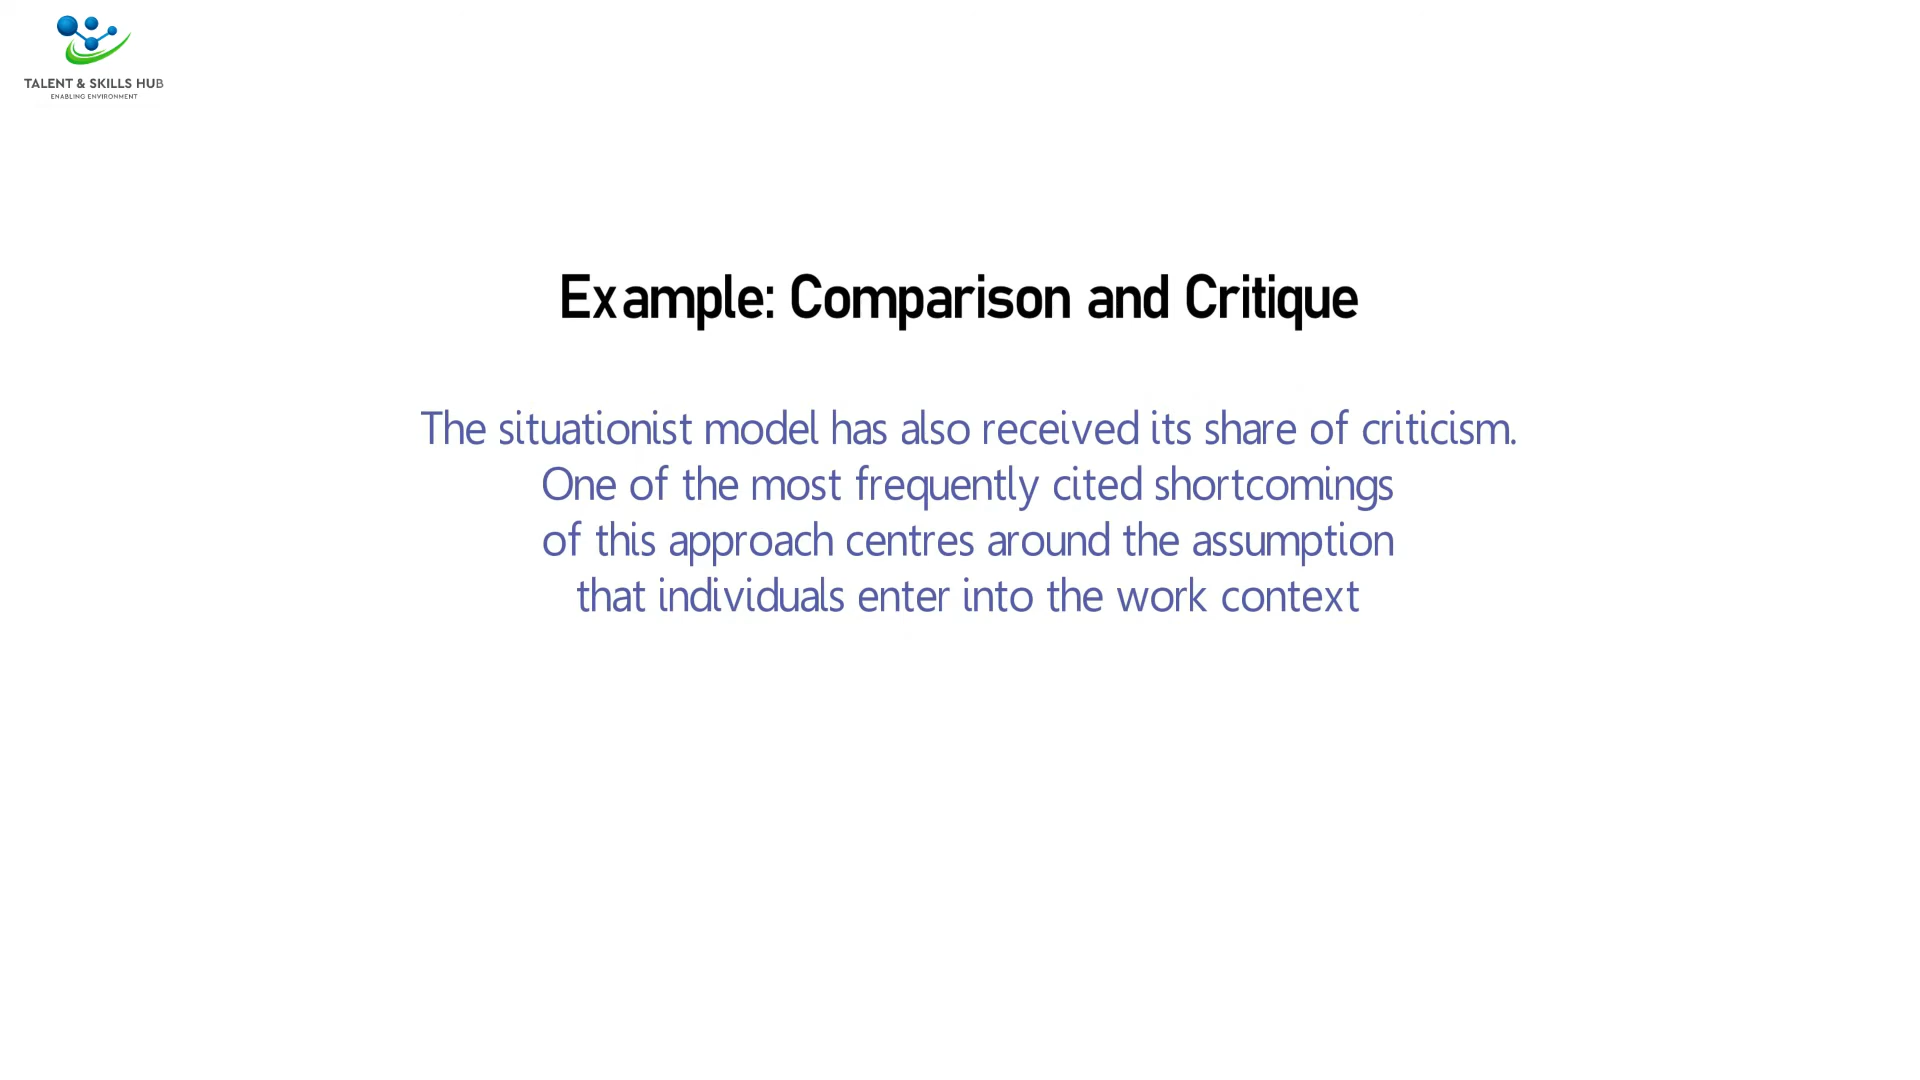 TALENT & SKILLS HUB
ENABLING ENVIRONMENT
Example: Comparison and Critique
The situationist model has also received its share of criticism.
One of the most frequently cited shortcomings
of this approach centres around the assumption
that individuals enter into the work context